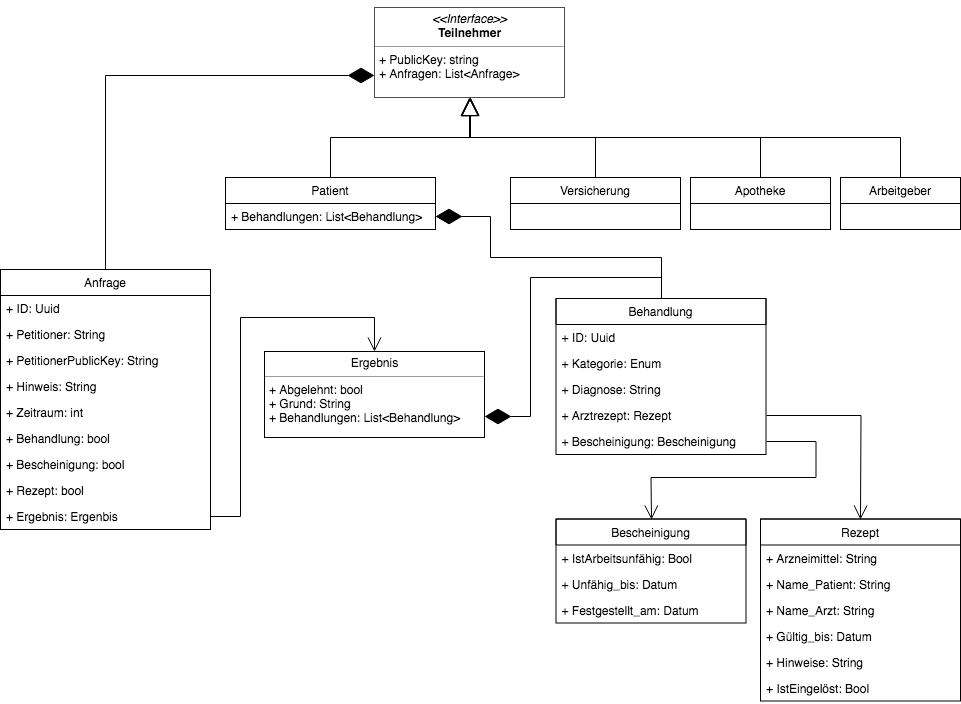 <<Interface>>
Teilnehmer
+ PublicKey: string
+ Anfragen: List<Anfrage>
Patient
+ Behandlungen: List<Behandlung>
Versicherung
Apotheke
Arbeitgeber
Anfrage
+ ID: Uuid
+ Petitioner: String
+ PetitionerPublicKey: String
+ Hinweis: String
+ Zeitraum: int
+ Behandlung: bool
+ Bescheinigung: bool
+ Rezept: bool
+ Ergebnis: Ergenbis
Ergebnis
+ Abgelehnt: bool
+ Grund: String
+ Behandlungen: List<Behandlung>
Behandlung
+ ID: Uuid
+ Kategorie: Enum
+ Diagnose: String
+ Arztrezept: Rezept
+ Bescheinigung: Bescheinigung
Bescheinigung
+ IstArbeitsunfähig: Bool
+ Unfähig_bis: Datum
+ Festgestellt_am: Datum
Rezept
+ Arzneimittel: String
+ Name_Patient: String
+ Name_Arzt: String
+ Gültig_bis: Datum
+ Hinweise: String
+ IstEingelöst: Bool